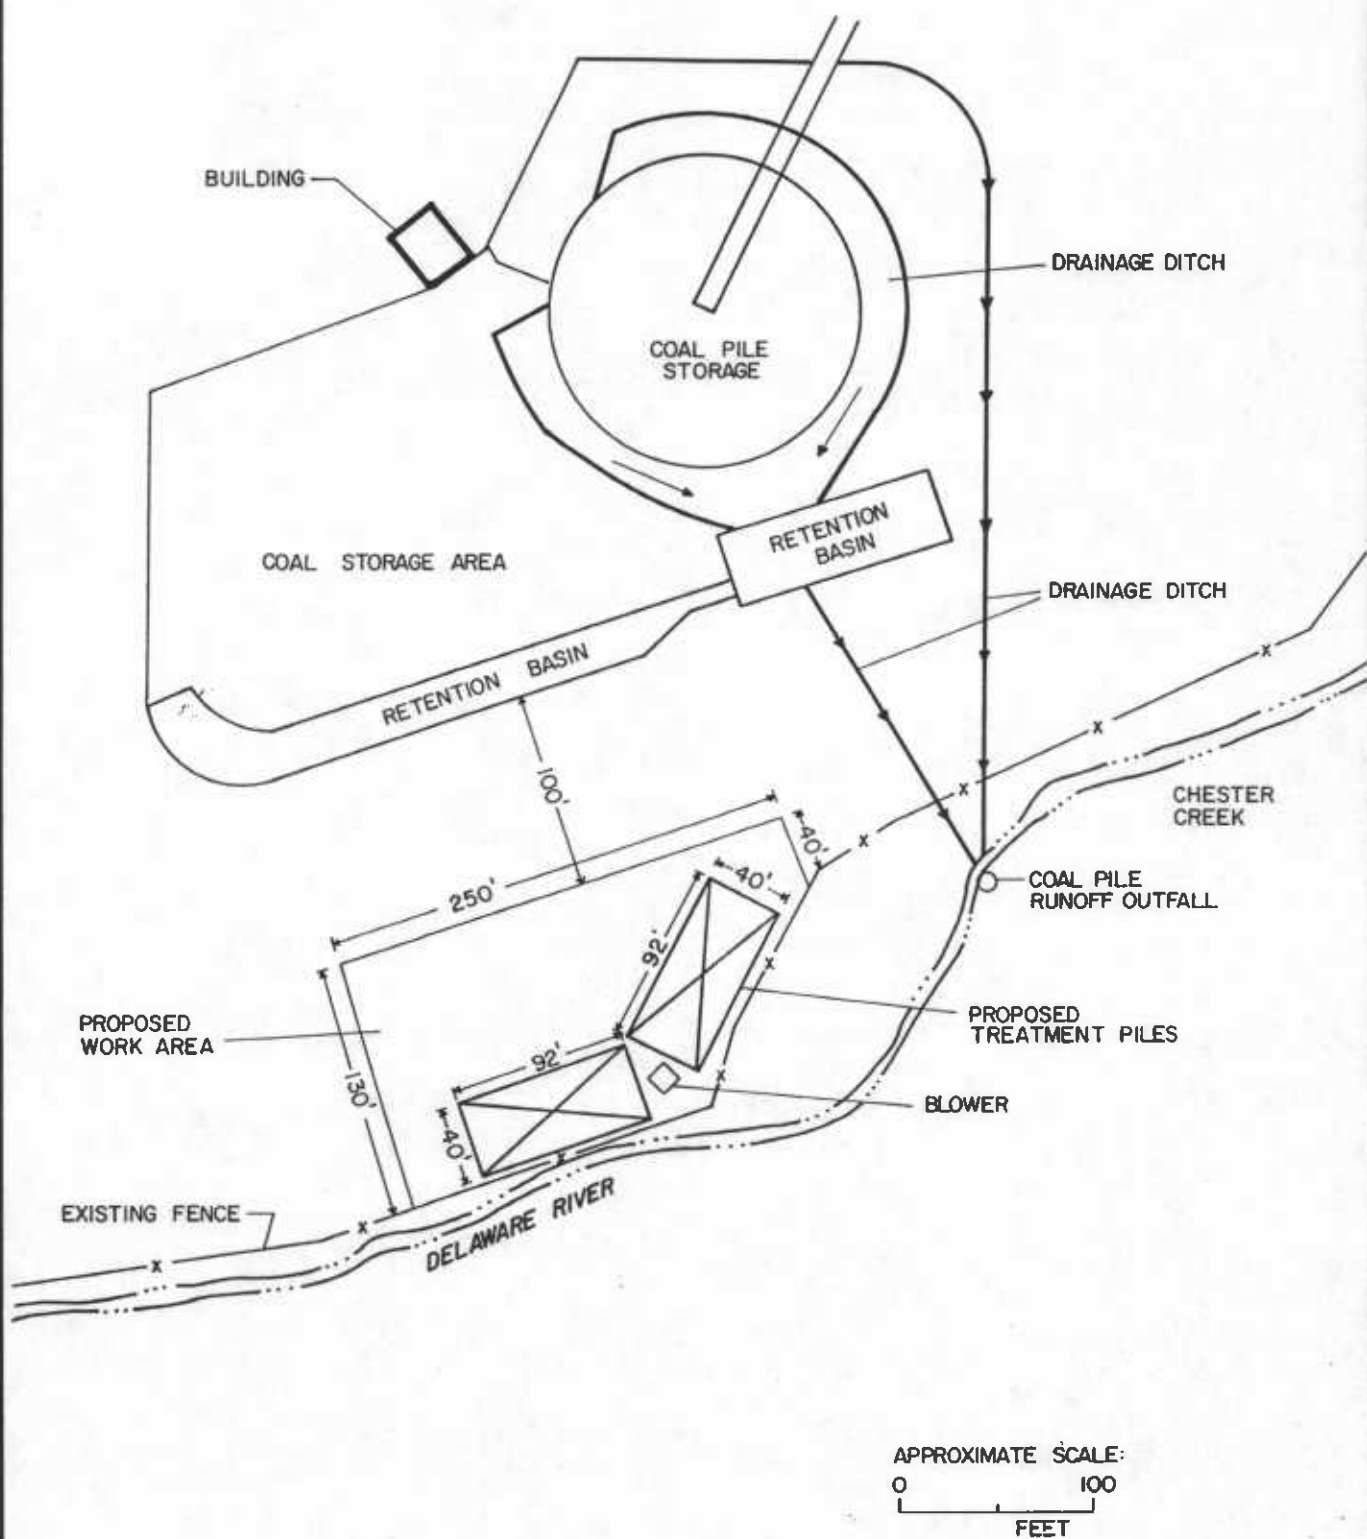 BUILDING
DRAINAGE DITCH
COAL PILE
STORAGE
RETENTION
BASIN
COAL STORAGE AREA
DRAINAGE DITCH
RETENTION BASIN
100'
CHESTER
CREEK
40'
250'
40'
COAL PILE
RUNOFF OUTFALL
92'
PROPOSED
WORK AREA
PROPOSED
TREATMENT PILES
92'
130'
BLOWER
40'
EXISTING FENCE
DELAWARE RIVER
APPROXIMATE SCALE:
0 100
FEET